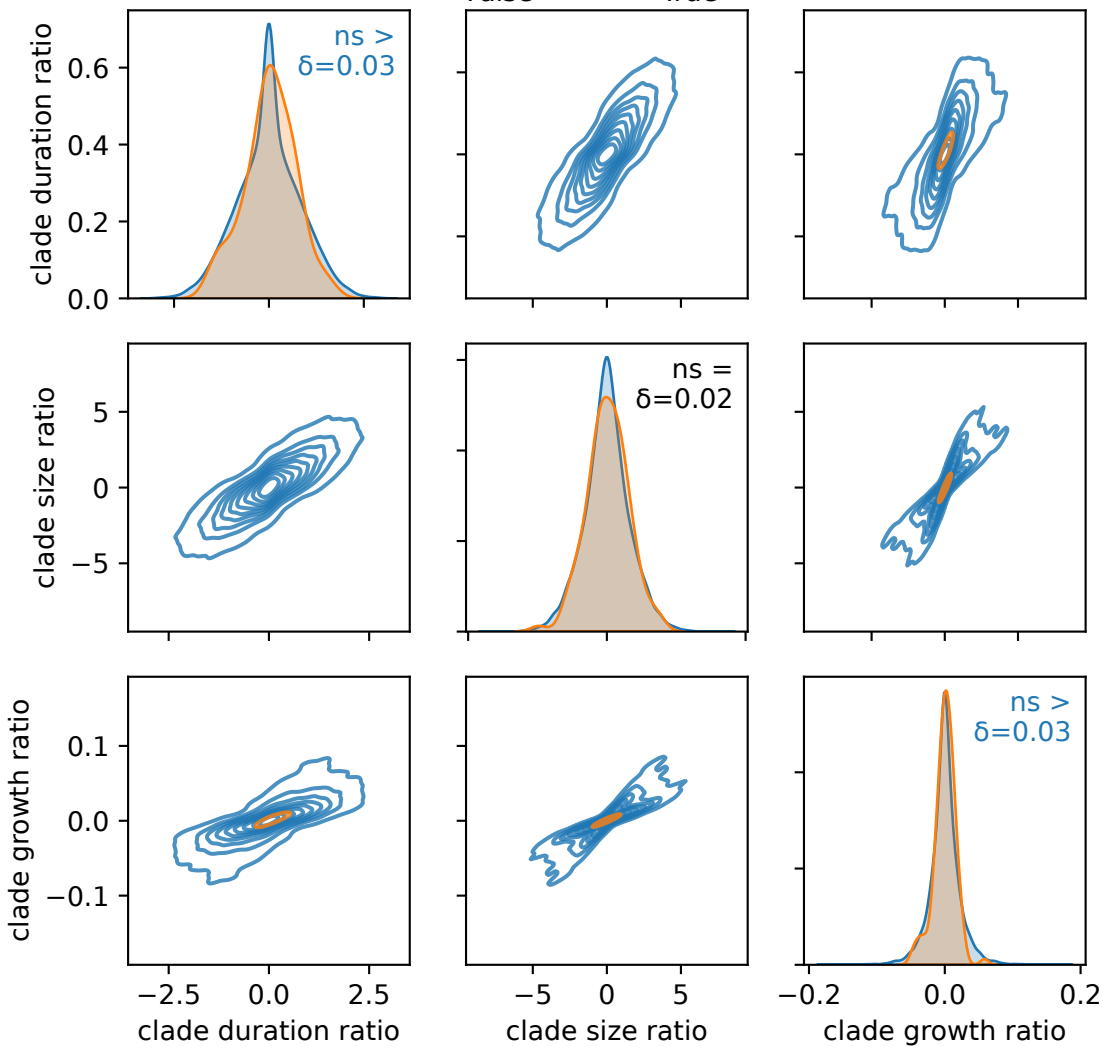 clade duration ratio
0.6
0.4
0.2
0.0
ns >
δ=0.03
clade size ratio
5
0
−5
ns =
δ=0.02
clade growth ratio
0.1
0.0
−0.1
ns >
δ=0.03
−2.5 0.0 2.5
−5 0 5
−0.2 0.0 0.2
clade duration ratio
clade size ratio
clade growth ratio